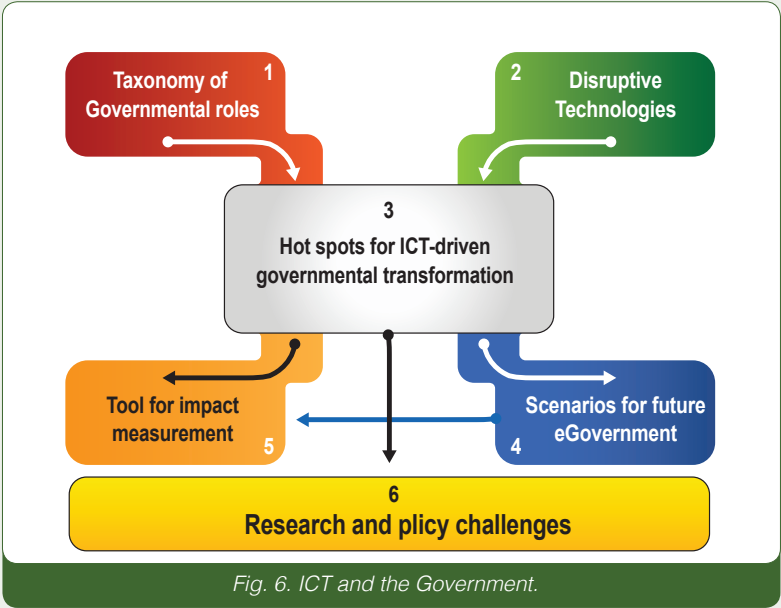 1
Taxonomy of
Governmental roles
2
Disruptive
Technologies
3
Hot spots for ICT-driven
governmental transformation
Tool for impact
measurement
5
Scenarios for future
eGovernment
4
6
Research and plicy challenges
Fig. 6. ICT and the Government.